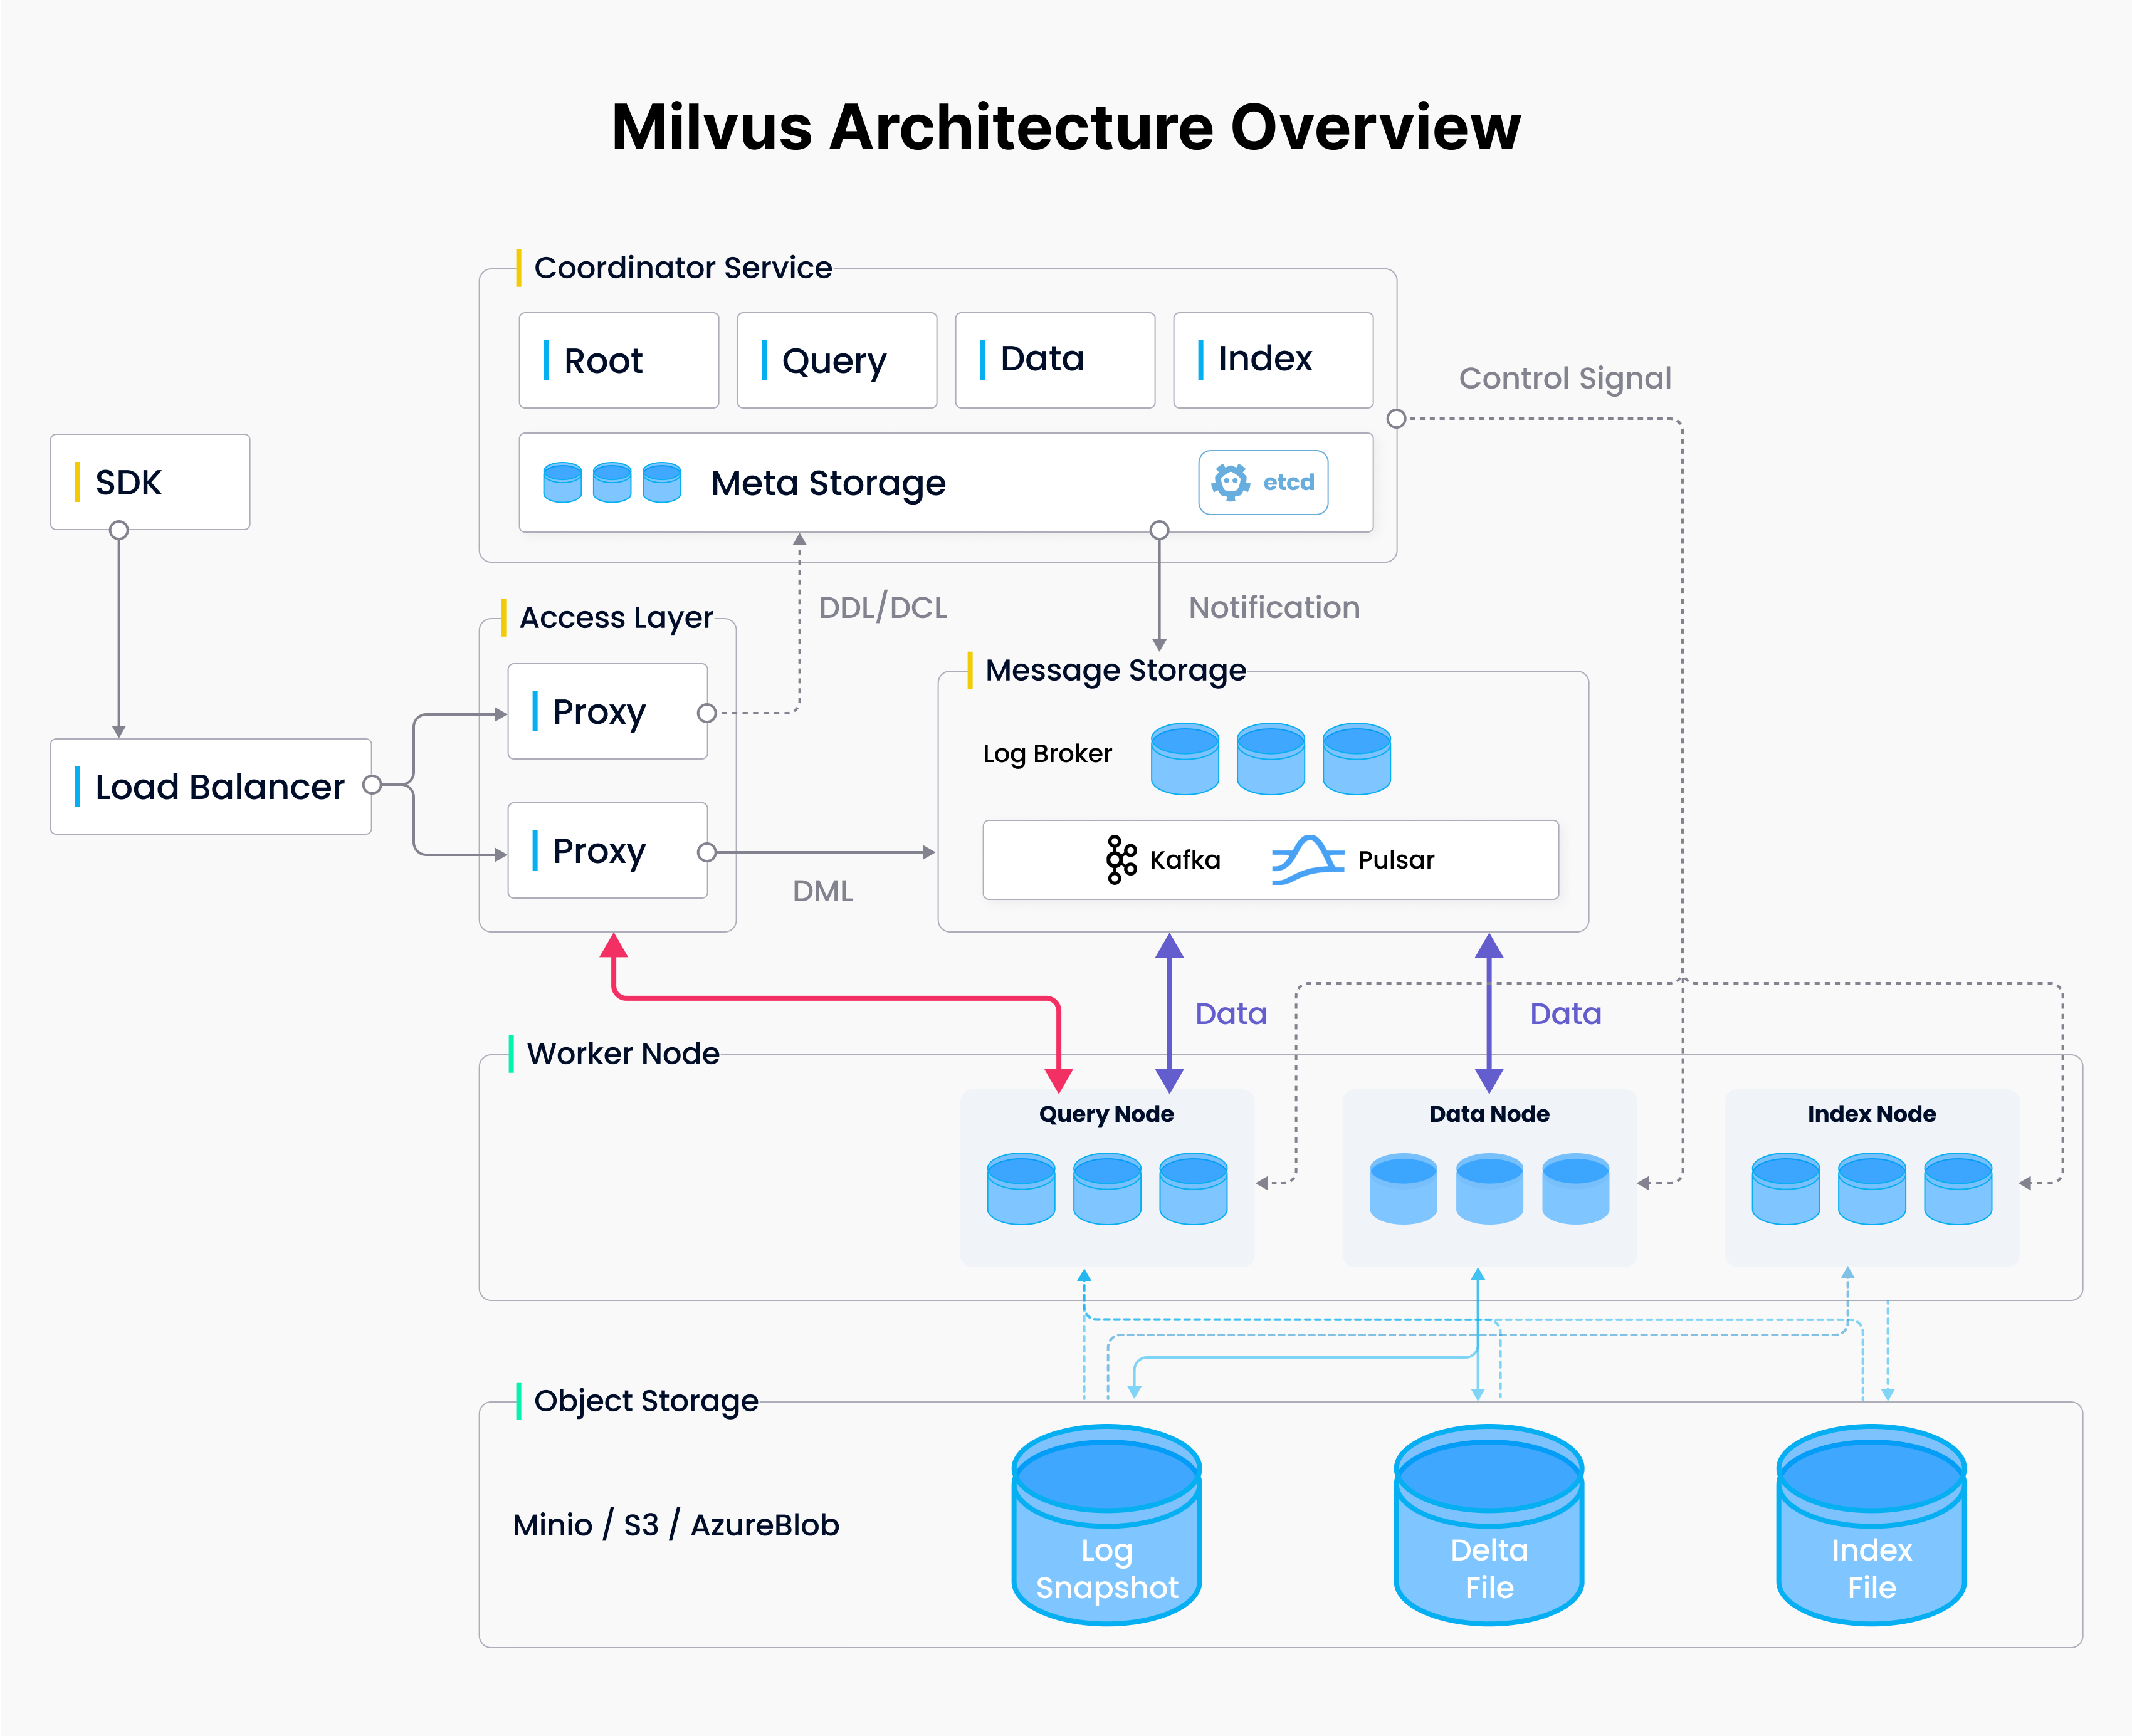 Milvus Architecture Overview
Coordinator Service
Root
Query
Data
Index
Control Signal
SDK
Meta Storage
etcd
Access Layer
DDL/DCL
Notification
Message Storage
Proxy
Log Broker
Load Balancer
Proxy
Kafka
Pulsar
DML
Data
Data
Worker Node
Query Node
Data Node
Index Node
Object Storage
Minio / S3 / AzureBlob
Log
Snapshot
Delta
File
Index
File